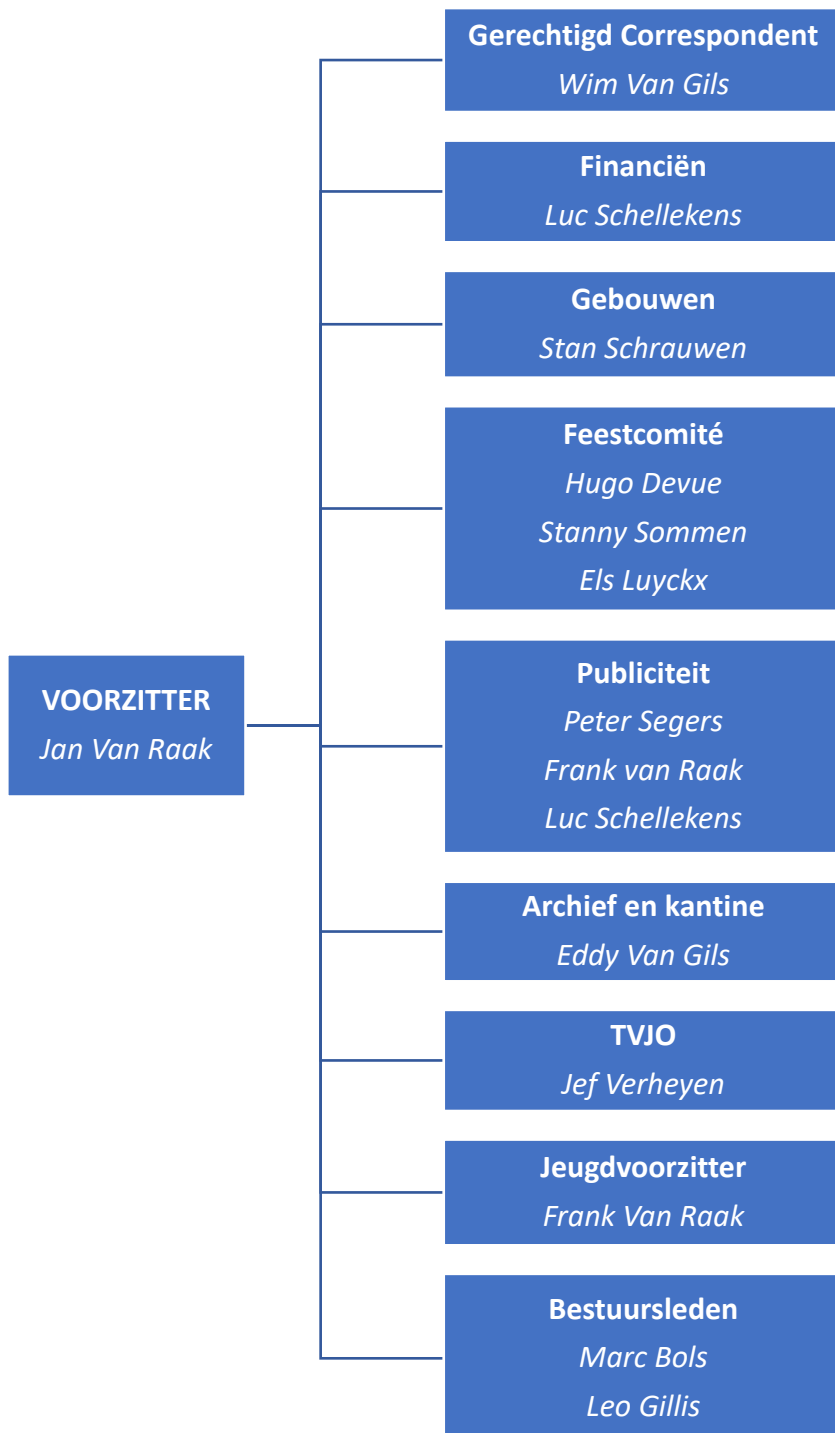 Gerechtigd Correspondent
Wim Van Gils
Financiën
Luc Schellekens
Gebouwen
Stan Schrauwen
Feestcomité
Hugo Devue
Stanny Sommen
Els Luyckx
VOORZITTER
Jan Van Raak
Publiciteit
Peter Segers
Frank van Raak
Luc Schellekens
Archief en kantine
Eddy Van Gils
TVJO
Jef Verheyen
Jeugdvoorzitter
Frank Van Raak
Bestuursleden
Marc Bols
Leo Gillis